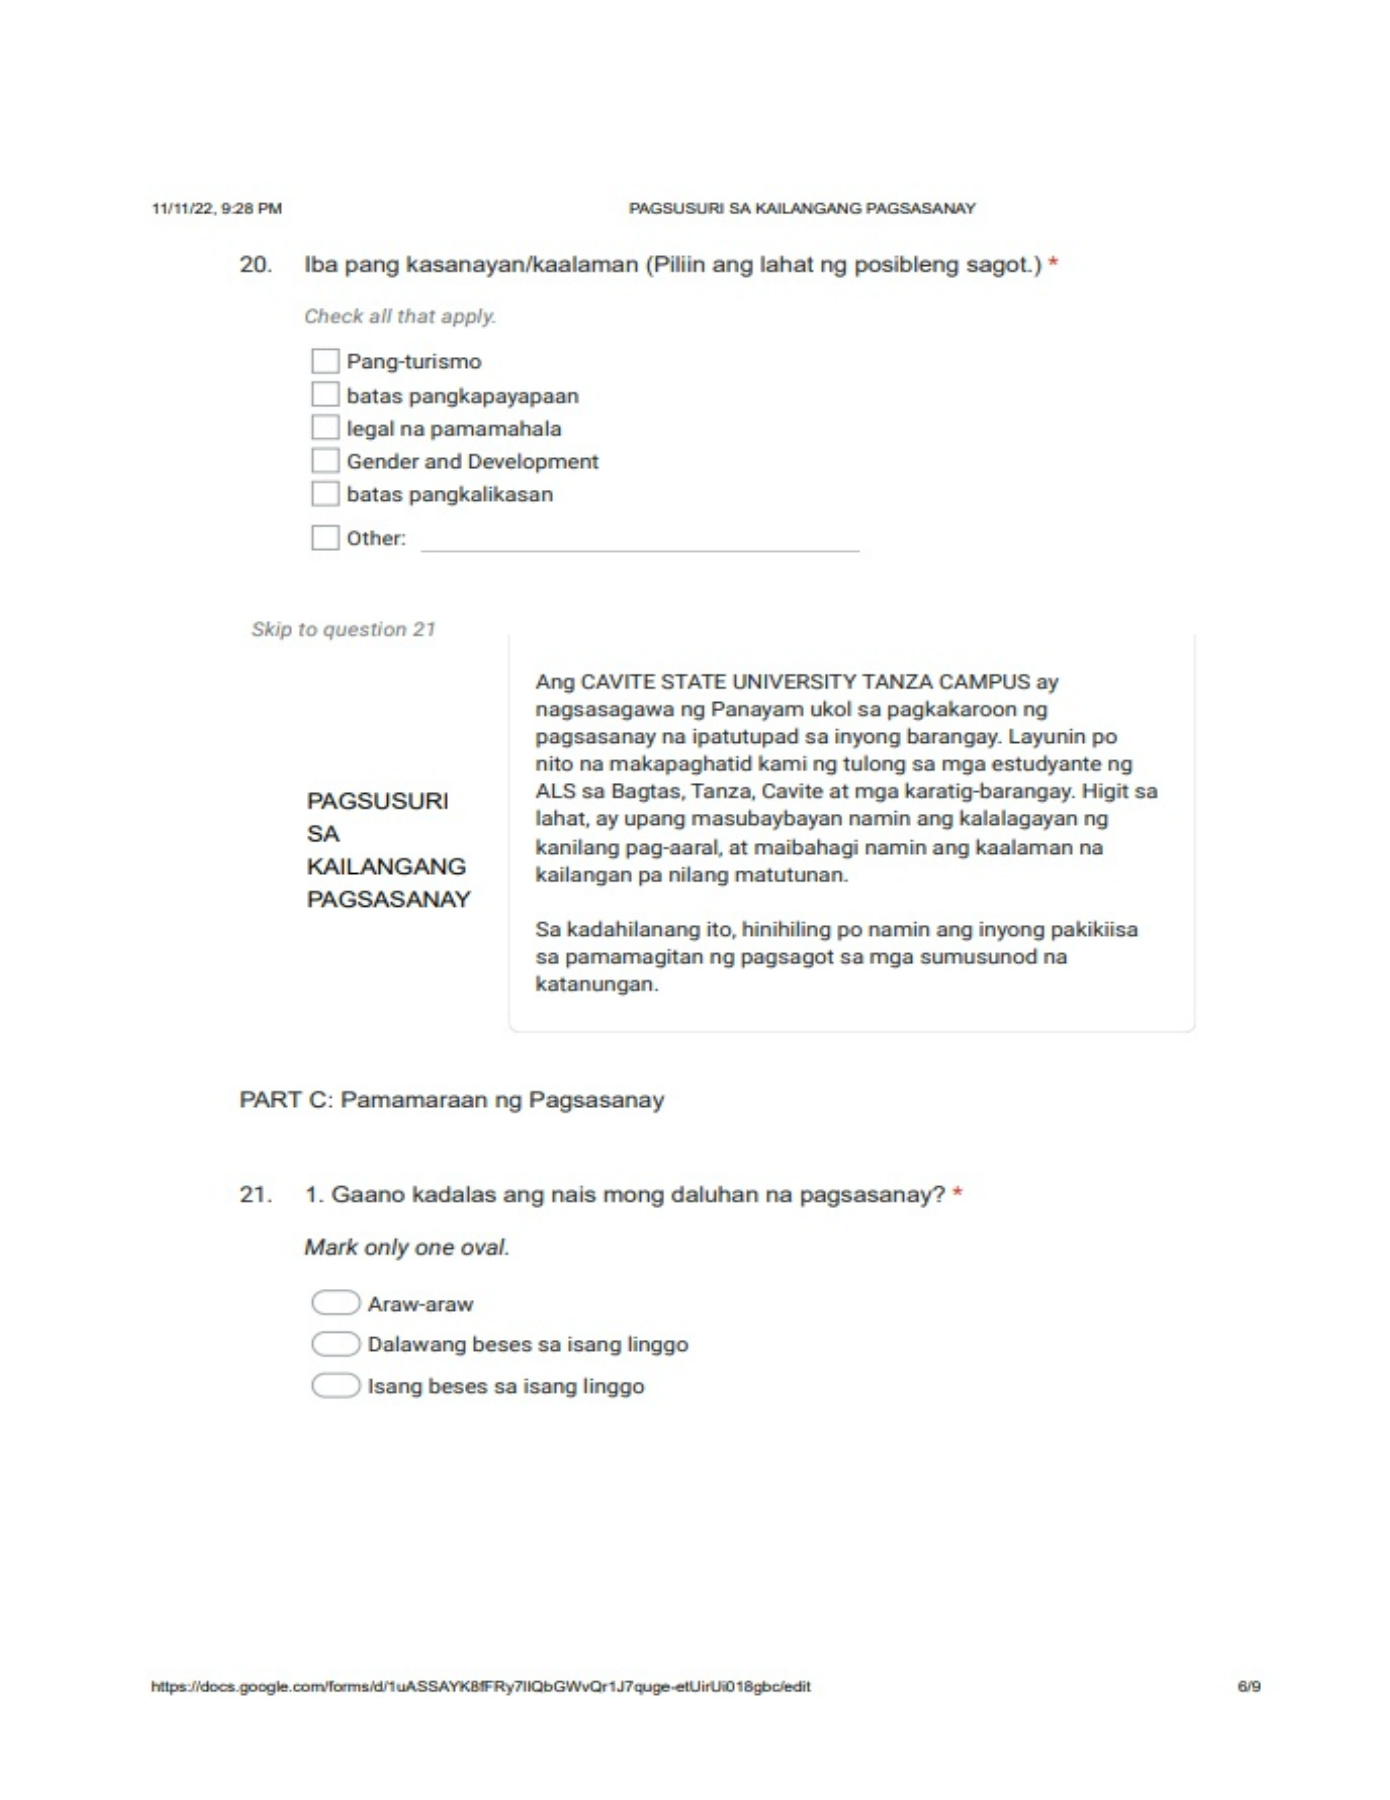 11/11/22, 9:28 PM
PAGSUSURI SA KAILANGANG PAGSASANAY
20. Iba pang kasanayan/kaalaman (Piliin ang lahat ng posibleng sagot.) *
Check all that apply.
Pang-turismo
batas pangkapayapaan
legal na pamamahala
Gender and Development
batas pangkalikasan
Other:
Skip to question 21
PAGSUSURI
SA
KAILANGANG
PAGSASANAY
Ang CAVITE STATE UNIVERSITY TANZA CAMPUS ay
nagsasagawa ng Panayam ukol sa pagkakaroon ng
pagsasanay na ipatutupad sa inyong barangay. Layunin po
nito na makapaghatid kami ng tulong sa mga estudyante ng
ALS sa Bagtas, Tanza, Cavite at mga karatig-barangay. Higit sa
lahat, ay upang masubaybayan namin ang kalalagayan ng
kanilang pag-aaral, at maibahagi namin ang kaalaman na
kailangan pa nilang matutunan.
Sa kadahilanang ito, hinihiling po namin ang inyong pakikiisa
sa pamamagitan ng pagsagot sa mga sumusunod na
katanungan.
PART C: Pamamaraan ng Pagsasanay
21. 1. Gaano kadalas ang nais mong daluhan na pagsasanay? *
Mark only one oval.
Araw-araw
Dalawang beses sa isang linggo
Isang beses sa isang linggo
6/9